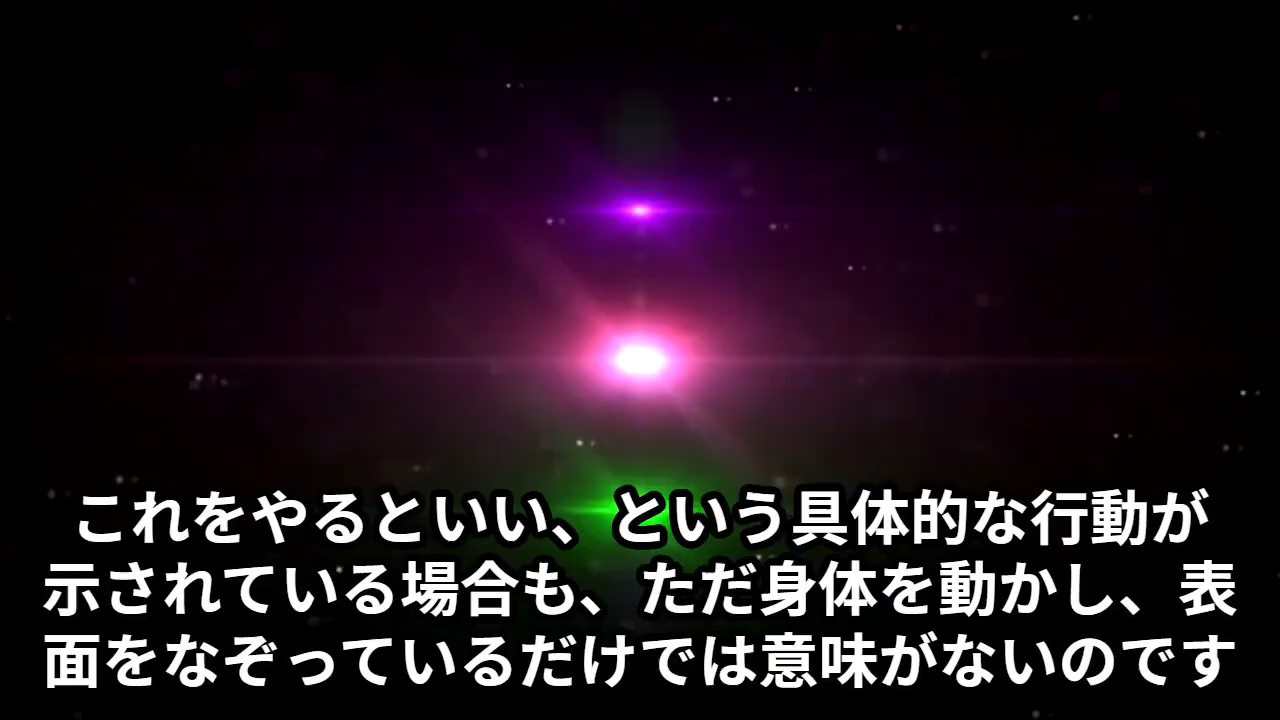 これをやるといい、という具体的な行動が
示されている場合も、ただ身体を動かし、表
面をなぞっているだけでは意味がないのです